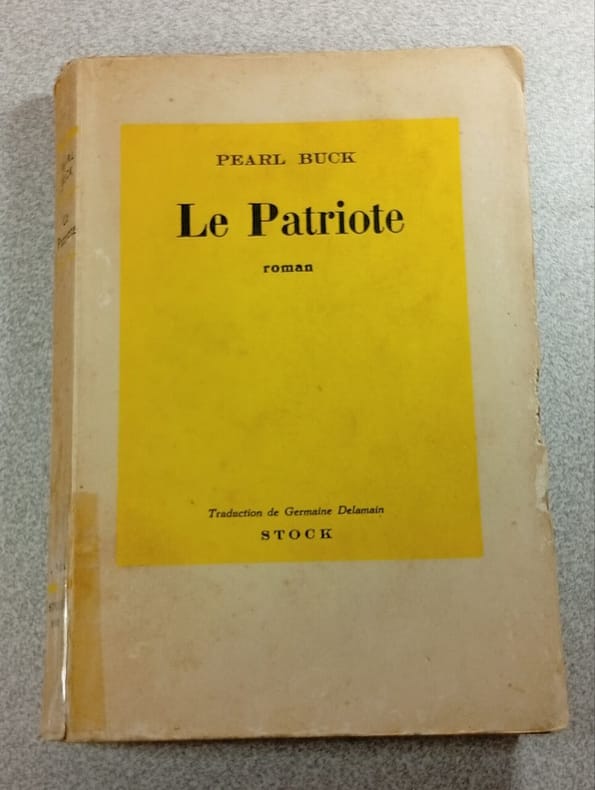 PEARL BUCK
Le Patriote
roman
Traduction de Germaine Delamain
STOCK